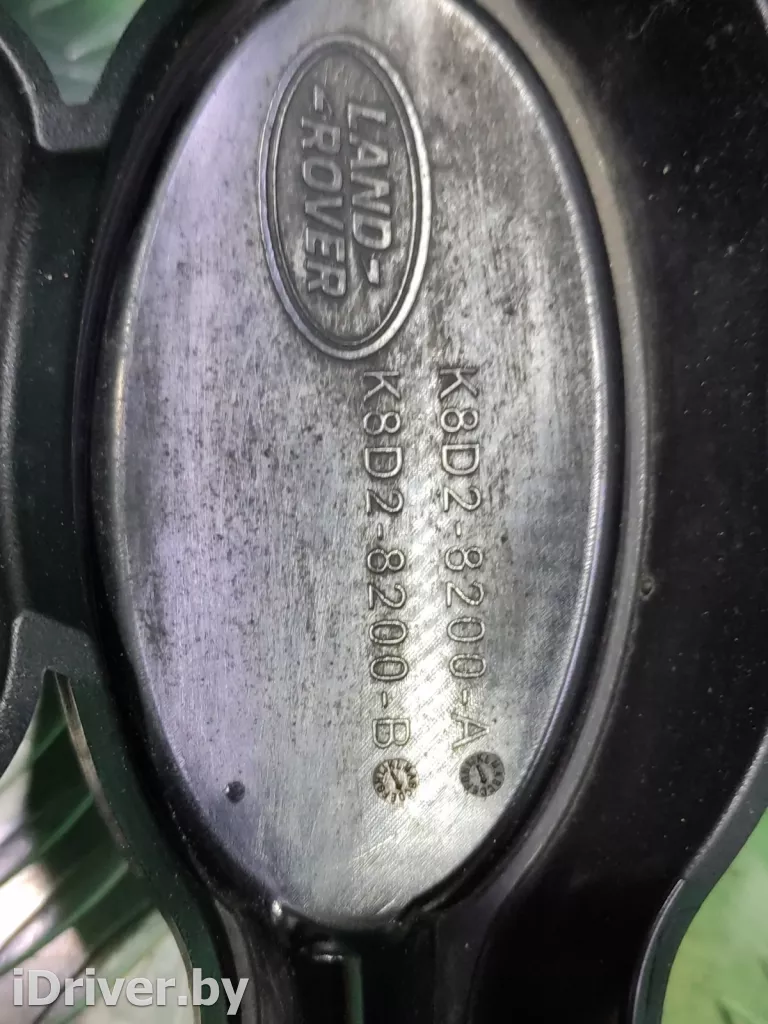 LAND
ROVER
K8D2-8200-A
K8D2-8200-B
iDriver.by